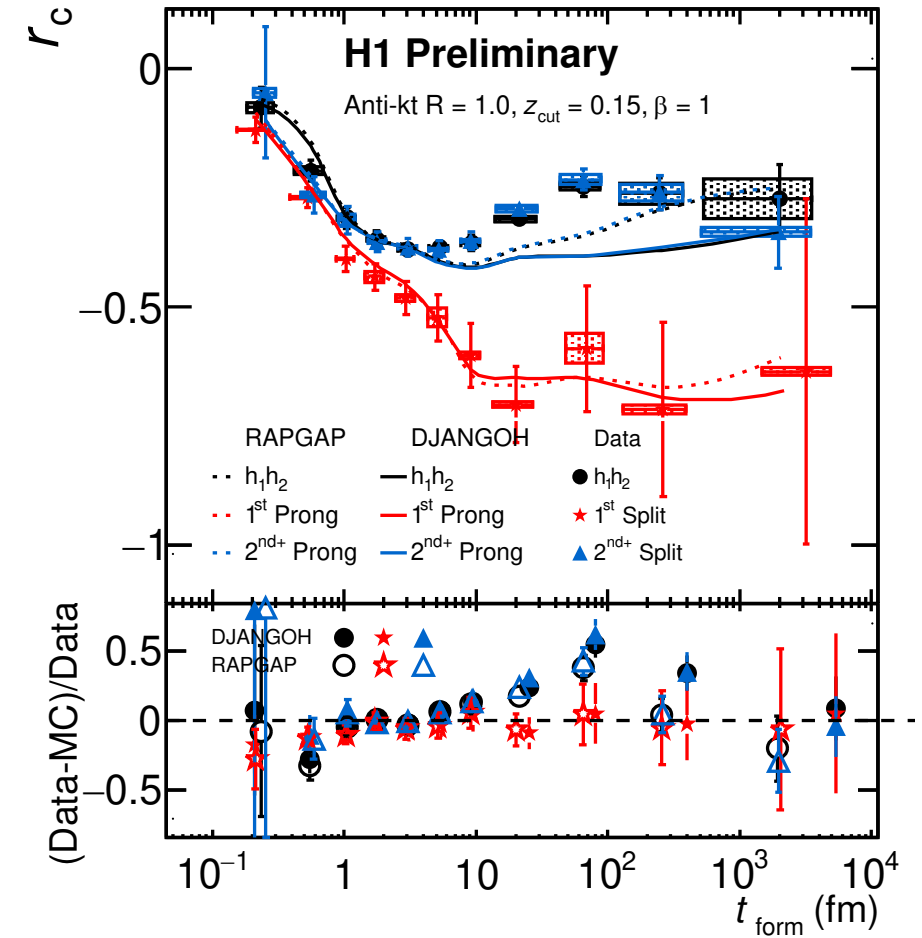 r_c
H1 Preliminary
Anti-kt R = 1.0, z_cut = 0.15, β = 1
0
−0.5
−1
RAPGAP DJANGOH Data
h₁h₂ h₁h₂ h₁h₂
1ˢᵗ Prong 1ˢᵗ Prong 1ˢᵗ Split
2ⁿᵈ⁺ Prong 2ⁿᵈ⁺ Prong 2ⁿᵈ⁺ Split
(Data-MC)/Data
DJANGOH
RAPGAP
0.5
0
−0.5
10⁻¹ 1 10 10² 10³ 10⁴
t_form (fm)